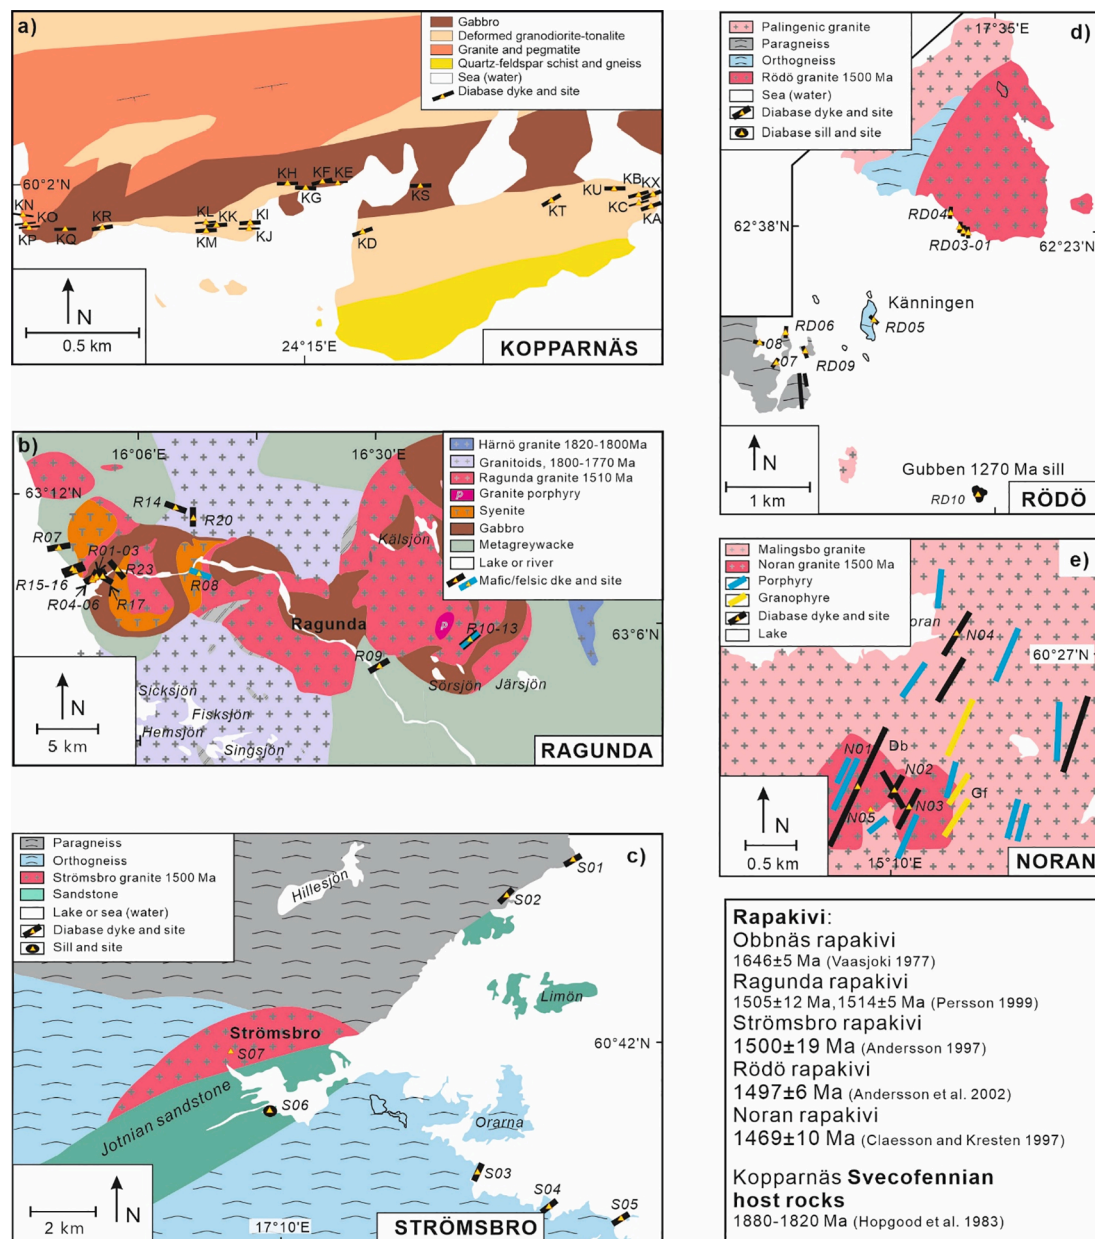 a)
Gabbro
Deformed granodiorite-tonalite
Granite and pegmatite
Quartz-feldspar schist and gneiss
Sea (water)
Diabase dyke and site
60°2'N
KN
KO
KP
KQ
KR
KL
KK
KM
KI
KJ
KH
KG
KF
KE
KD
KS
KT
KU
KB
KX
KC
KA
N
0.5 km
24°15'E
KOPPARNÄS
b)
16°06'E
16°30'E
63°12'N
63°6'N
Härnö granite 1820-1800Ma
Granitoids, 1800-1770 Ma
Ragunda granite 1510 Ma
P Granite porphyry
T Syenite
Gabbro
Metagreywacke
Lake or river
Mafic/felsic dke and site
R14
R20
R07
R01-03
R23
R15-16
R04-06
R17
R08
Kälsjön
Ragunda
P
R10-13
R09
Sörsjön
Järsjön
Sicksjön
Fisksjön
Hemsjön
Singsjön
N
5 km
RAGUNDA
c)
Paragneiss
Orthogneiss
Strömsbro granite 1500 Ma
Sandstone
Lake or sea (water)
Diabase dyke and site
Sill and site
Hillesjön
S01
S02
Limön
Strömsbro
S07
60°42'N
S06
Jotnian sandstone
Orarna
S03
S04
S05
N
2 km
17°10'E
STRÖMSBRO
d)
Palingenic granite
Paragneiss
Orthogneiss
Rödö granite 1500 Ma
Sea (water)
Diabase dyke and site
Diabase sill and site
17°35'E
62°38'N
RD04
RD03-01
62°23'N
Känningen
RD05
RD06
08
07
RD09
N
1 km
Gubben 1270 Ma sill
RD10
RÖDÖ
e)
Malingsbo granite
Noran granite 1500 Ma
Porphyry
Granophyre
Diabase dyke and site
Lake
oran
N04
60°27'N
N01
Db
N02
N03
Gf
N05
N
0.5 km
15°10'E
NORAN
Rapakivi:
Obbnäs rapakivi
1646±5 Ma (Vaasjoki 1977)
Ragunda rapakivi
1505±12 Ma,1514±5 Ma (Persson 1999)
Strömsbro rapakivi
1500±19 Ma (Andersson 1997)
Rödö rapakivi
1497±6 Ma (Andersson et al. 2002)
Noran rapakivi
1469±10 Ma (Claesson and Kresten 1997)
Kopparnäs Svecofennian
host rocks
1880-1820 Ma (Hopgood et al. 1983)